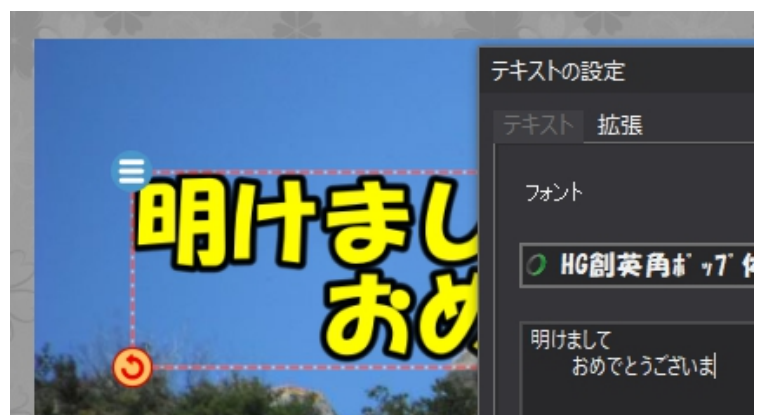 テキストの設定
テキスト 拡張
明けまし
おめ
フォント
HG創英角ﾎﾟｯﾌﾟ体
明けまして
おめでとうございま